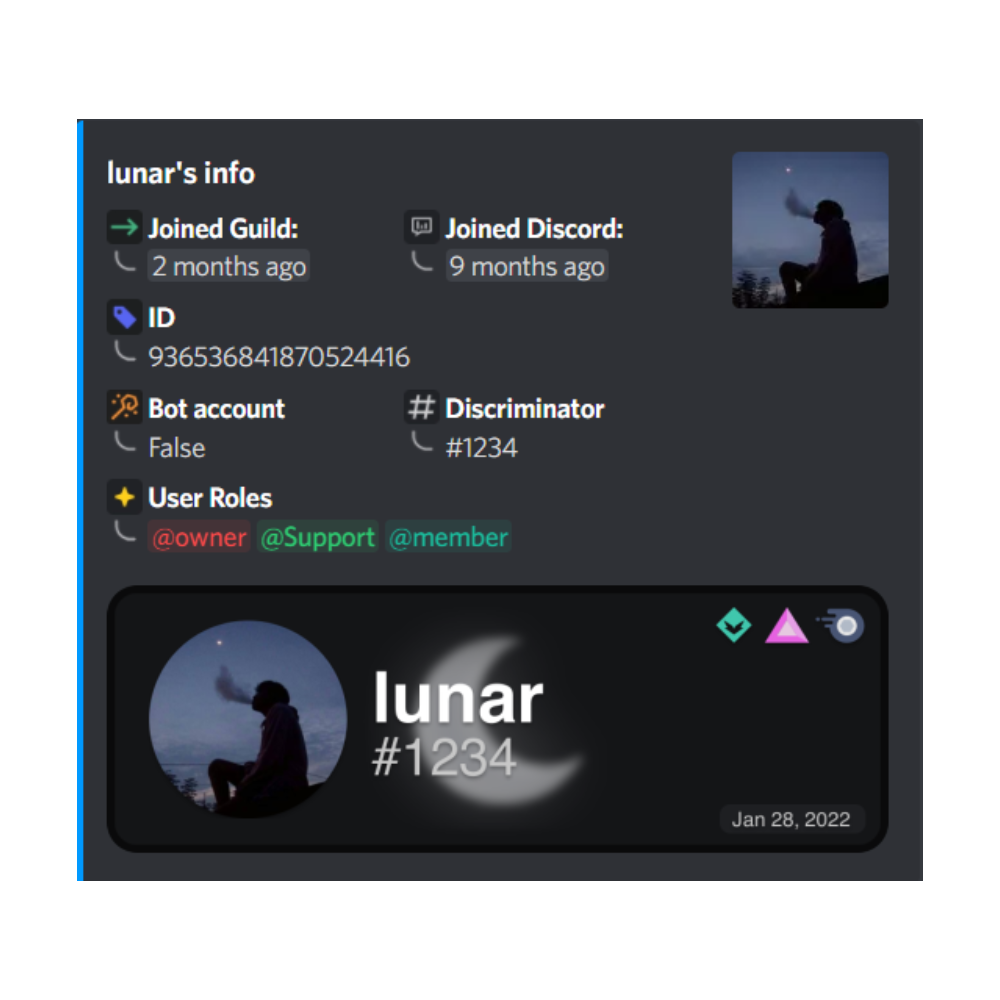 lunar's info
Joined Guild: Joined Discord:
2 months ago 9 months ago
ID
936536841870524416
Bot account Discriminator
False #1234
User Roles
@owner @Support @member
lunar
#1234
Jan 28, 2022